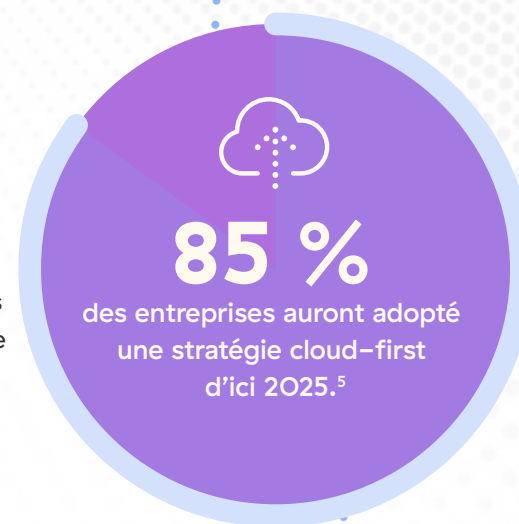 85 %
des entreprises auront adopté
une stratégie cloud-first
d'ici 2025.⁵
s
e